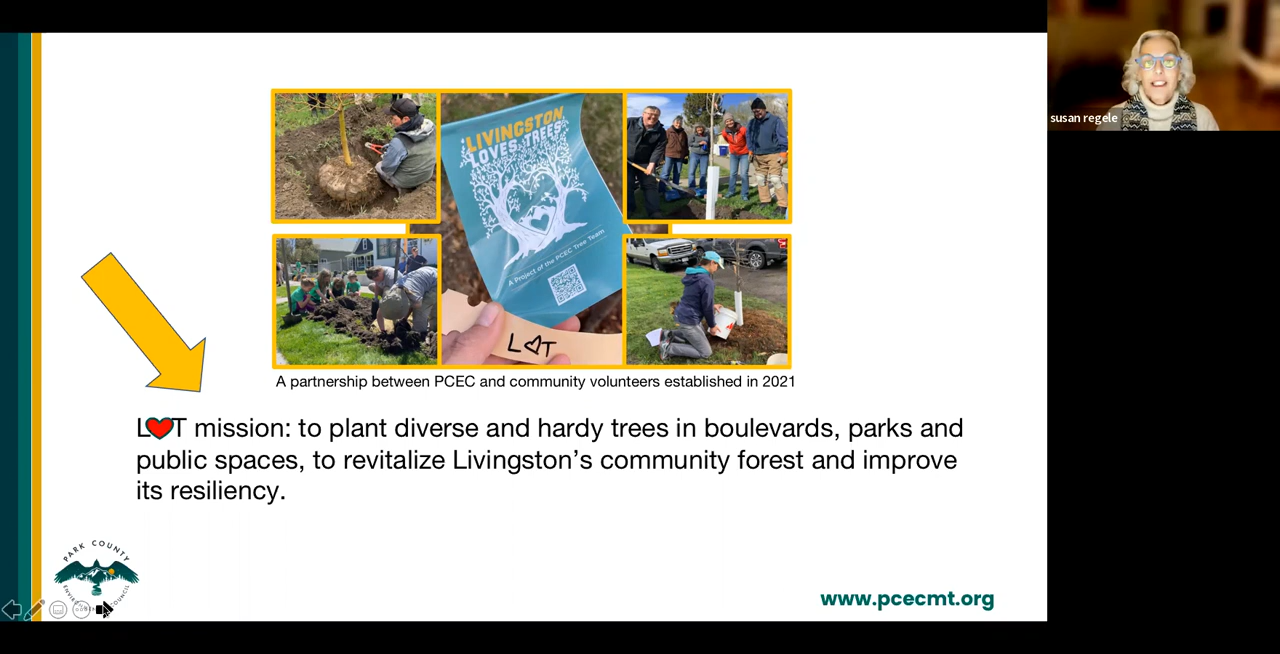 susan regele
LIVINGSTON
LOVES TREES
A Project of the PCEC Tree Team
L T
A partnership between PCEC and community volunteers established in 2021
L❤T mission: to plant diverse and hardy trees in boulevards, parks and
public spaces, to revitalize Livingston’s community forest and improve
its resiliency.
PARK COUNTY
COUNCIL
www.pcecmt.org